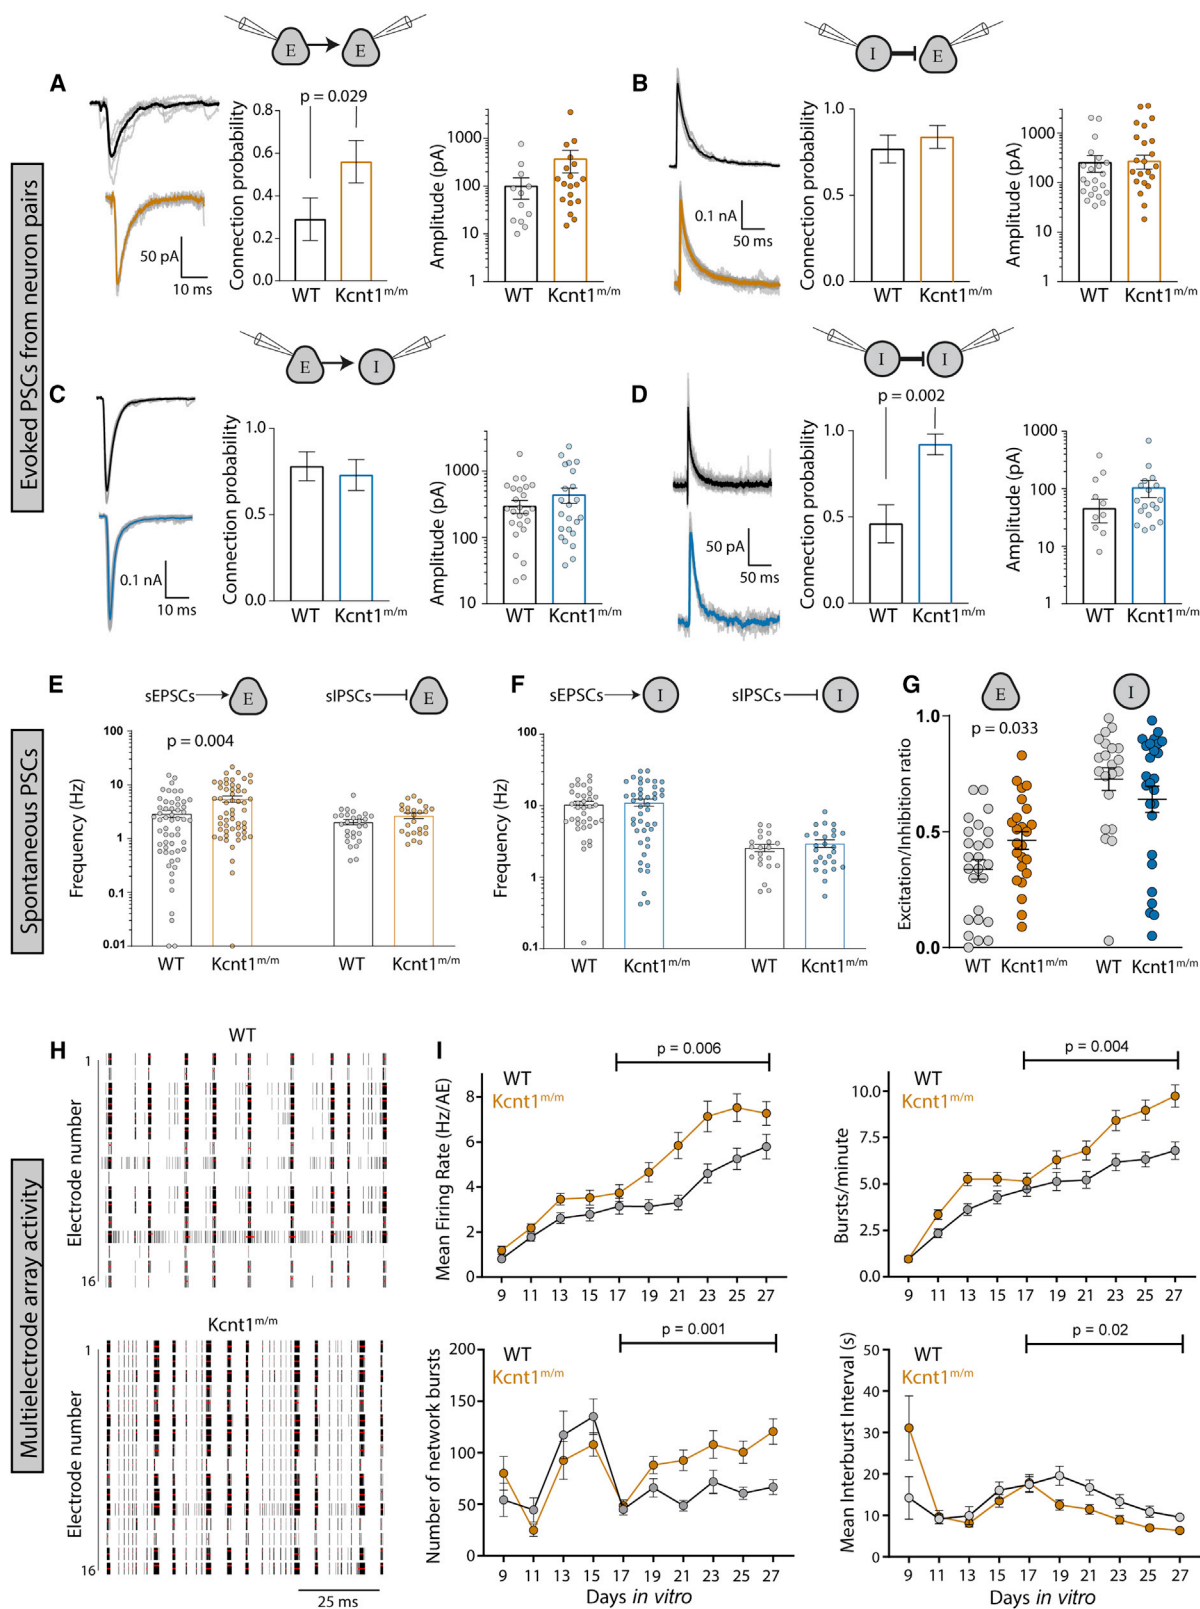 Evoked PSCs from neuron pairs
A
E
E
50 pA
10 ms
p = 0.029
Connection probability
0.8
0.6
0.4
0.2
0.0
WT
Kcnt1m/m
Amplitude (pA)
1000
100
10
1
WT
Kcnt1m/m
B
I
E
0.1 nA
50 ms
Connection probability
1.0
0.5
0.0
WT
Kcnt1m/m
Amplitude (pA)
1000
100
10
1
WT
Kcnt1m/m
C
E
I
0.1 nA
10 ms
Connection probability
1.0
0.5
0.0
WT
Kcnt1m/m
Amplitude (pA)
1000
100
10
WT
Kcnt1m/m
D
I
I
50 pA
50 ms
p = 0.002
Connection probability
1.0
0.5
0.0
WT
Kcnt1m/m
Amplitude (pA)
1000
100
10
1
WT
Kcnt1m/m
Spontaneous PSCs
E
sEPSCs
E
sIPSCs
E
p = 0.004
Frequency (Hz)
100
10
1
0.1
0.01
WT
Kcnt1m/m
WT
Kcnt1m/m
F
sEPSCs
I
sIPSCs
I
Frequency (Hz)
100
10
1
0.1
WT
Kcnt1m/m
WT
Kcnt1m/m
G
E
I
p = 0.033
Excitation/Inhibition ratio
1.0
0.5
0.0
WT
Kcnt1m/m
WT
Kcnt1m/m
Multielectrode array activity
H
WT
1
Electrode number
16
Kcnt1m/m
1
Electrode number
16
25 ms
I
p = 0.006
WT
Kcnt1m/m
Mean Firing Rate (Hz/AE)
8
6
4
2
0
9 11 13 15 17 19 21 23 25 27
p = 0.004
WT
Kcnt1m/m
Bursts/minute
10.0
7.5
5.0
2.5
0.0
9 11 13 15 17 19 21 23 25 27
p = 0.001
WT
Kcnt1m/m
Number of network bursts
200
150
100
50
0
9 11 13 15 17 19 21 23 25 27
Days in vitro
p = 0.02
WT
Kcnt1m/m
Mean Interburst Interval (s)
50
40
30
20
10
0
9 11 13 15 17 19 21 23 25 27
Days in vitro